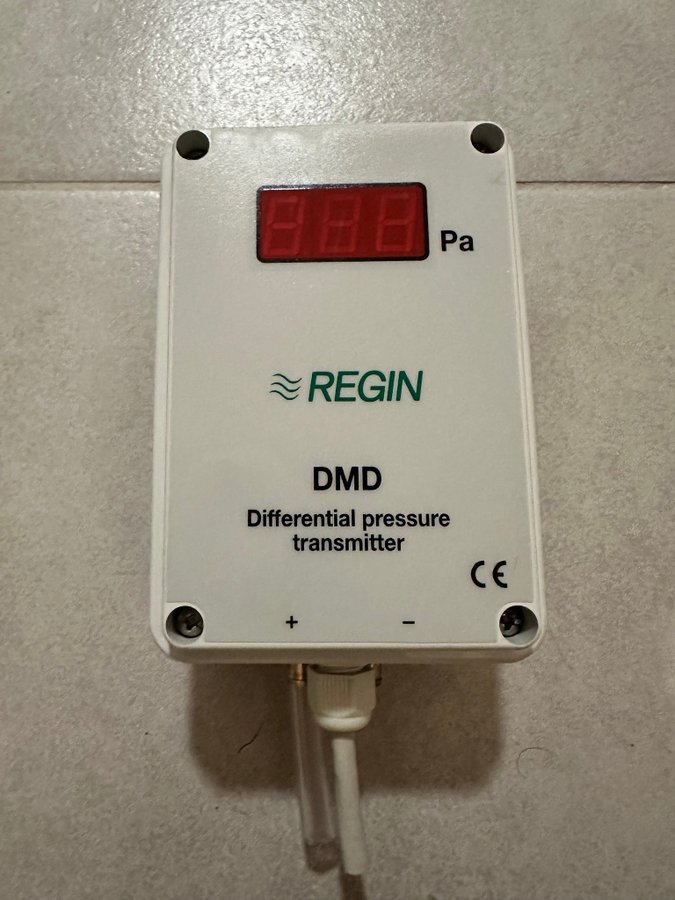 Pa
REGIN
DMD
Differential pressure
transmitter
CE
+ −